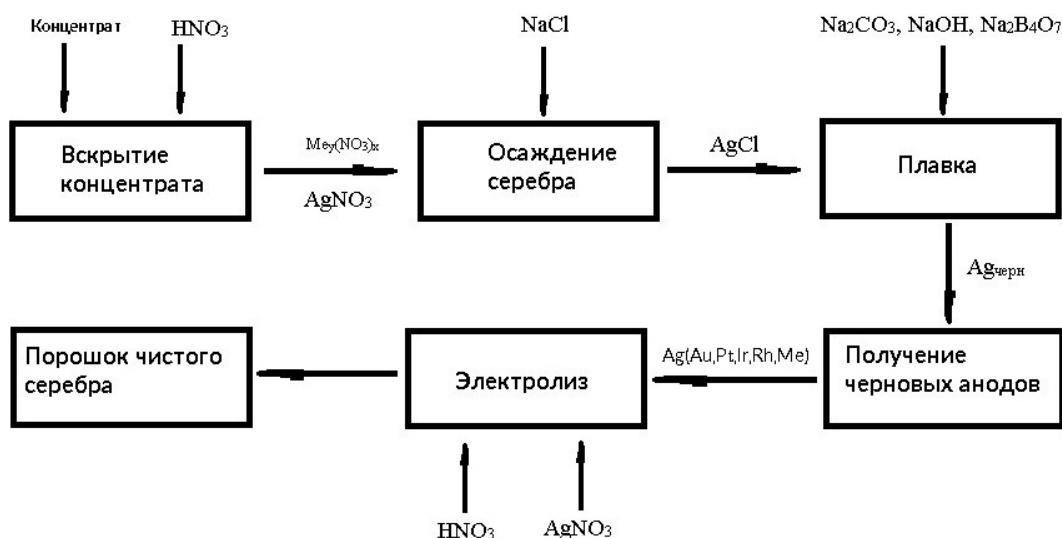 Концентрат
HNO₃
NaCl
Na₂CO₃, NaOH, Na₂B₄O₇
Вскрытие
концентрата
Meᵧ(NO₃)ₓ
AgNO₃
Осаждение
серебра
AgCl
Плавка
Agчерн
Порошок чистого
серебра
Электролиз
Ag(Au,Pt,Ir,Rh,Me)
Получение
черновых анодов
HNO₃
AgNO₃